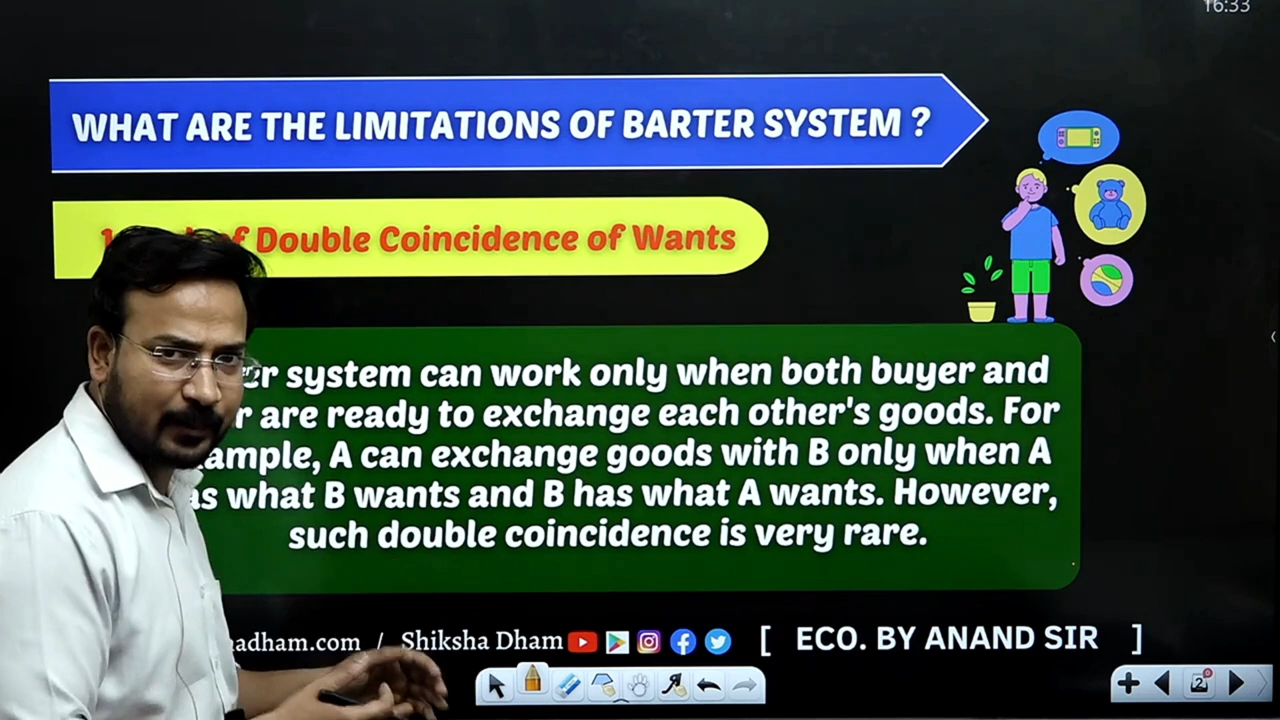 16:33
WHAT ARE THE LIMITATIONS OF BARTER SYSTEM ?
of Double Coincidence of Wants
system can work only when both buyer and
are ready to exchange each other's goods. For
A can exchange goods with B only when A
what B wants and B has what A wants. However,
such double coincidence is very rare.
/ Shiksha Dham [ ECO. BY ANAND SIR ]
2